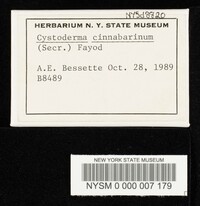 NYSd8820
HERBARIUM N. Y. STATE MUSEUM
Cystoderma cinnabarinum
(Secr.) Fayod
A.E. Bessette Oct. 28, 1989
B8489
NEW YORK STATE MUSEUM
NYSM 0 000 007 179